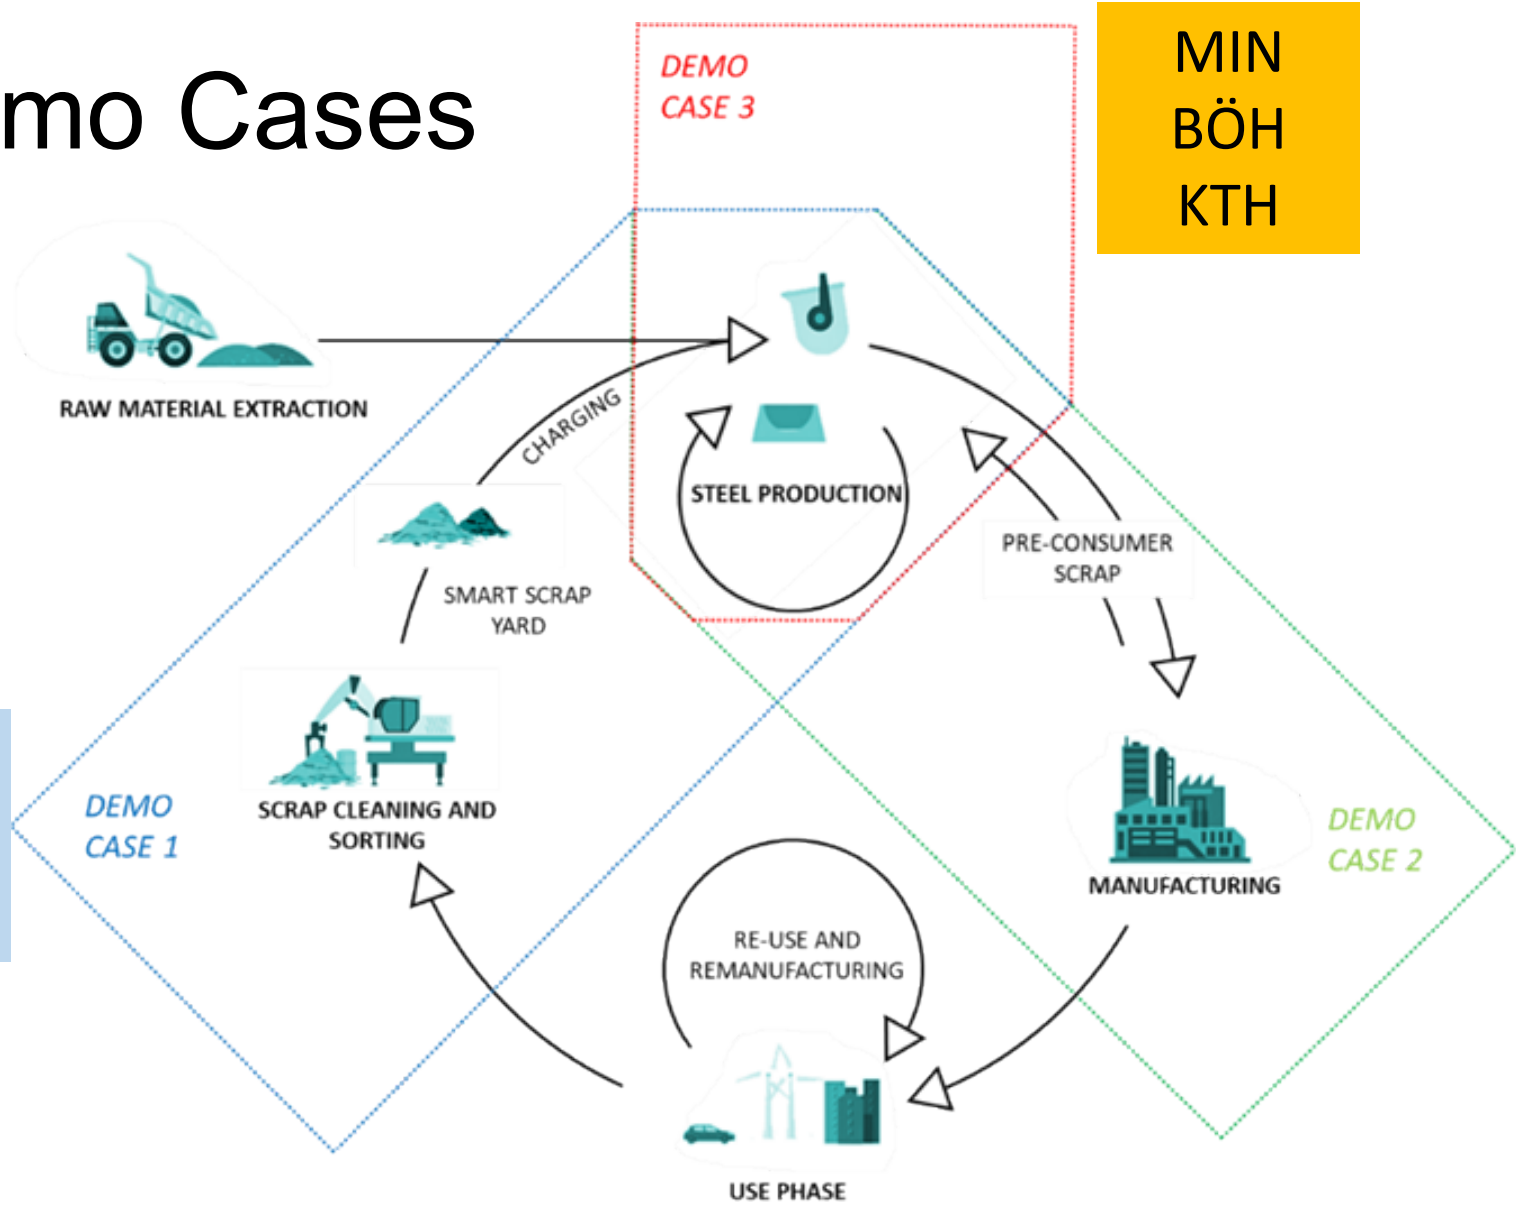 mo Cases
DEMO
CASE 3
MIN
BÖH
KTH
RAW MATERIAL EXTRACTION
CHARGING
STEEL PRODUCTION
PRE-CONSUMER
SCRAP
SMART SCRAP
YARD
DEMO
CASE 1
SCRAP CLEANING AND
SORTING
DEMO
CASE 2
MANUFACTURING
RE-USE AND
REMANUFACTURING
USE PHASE